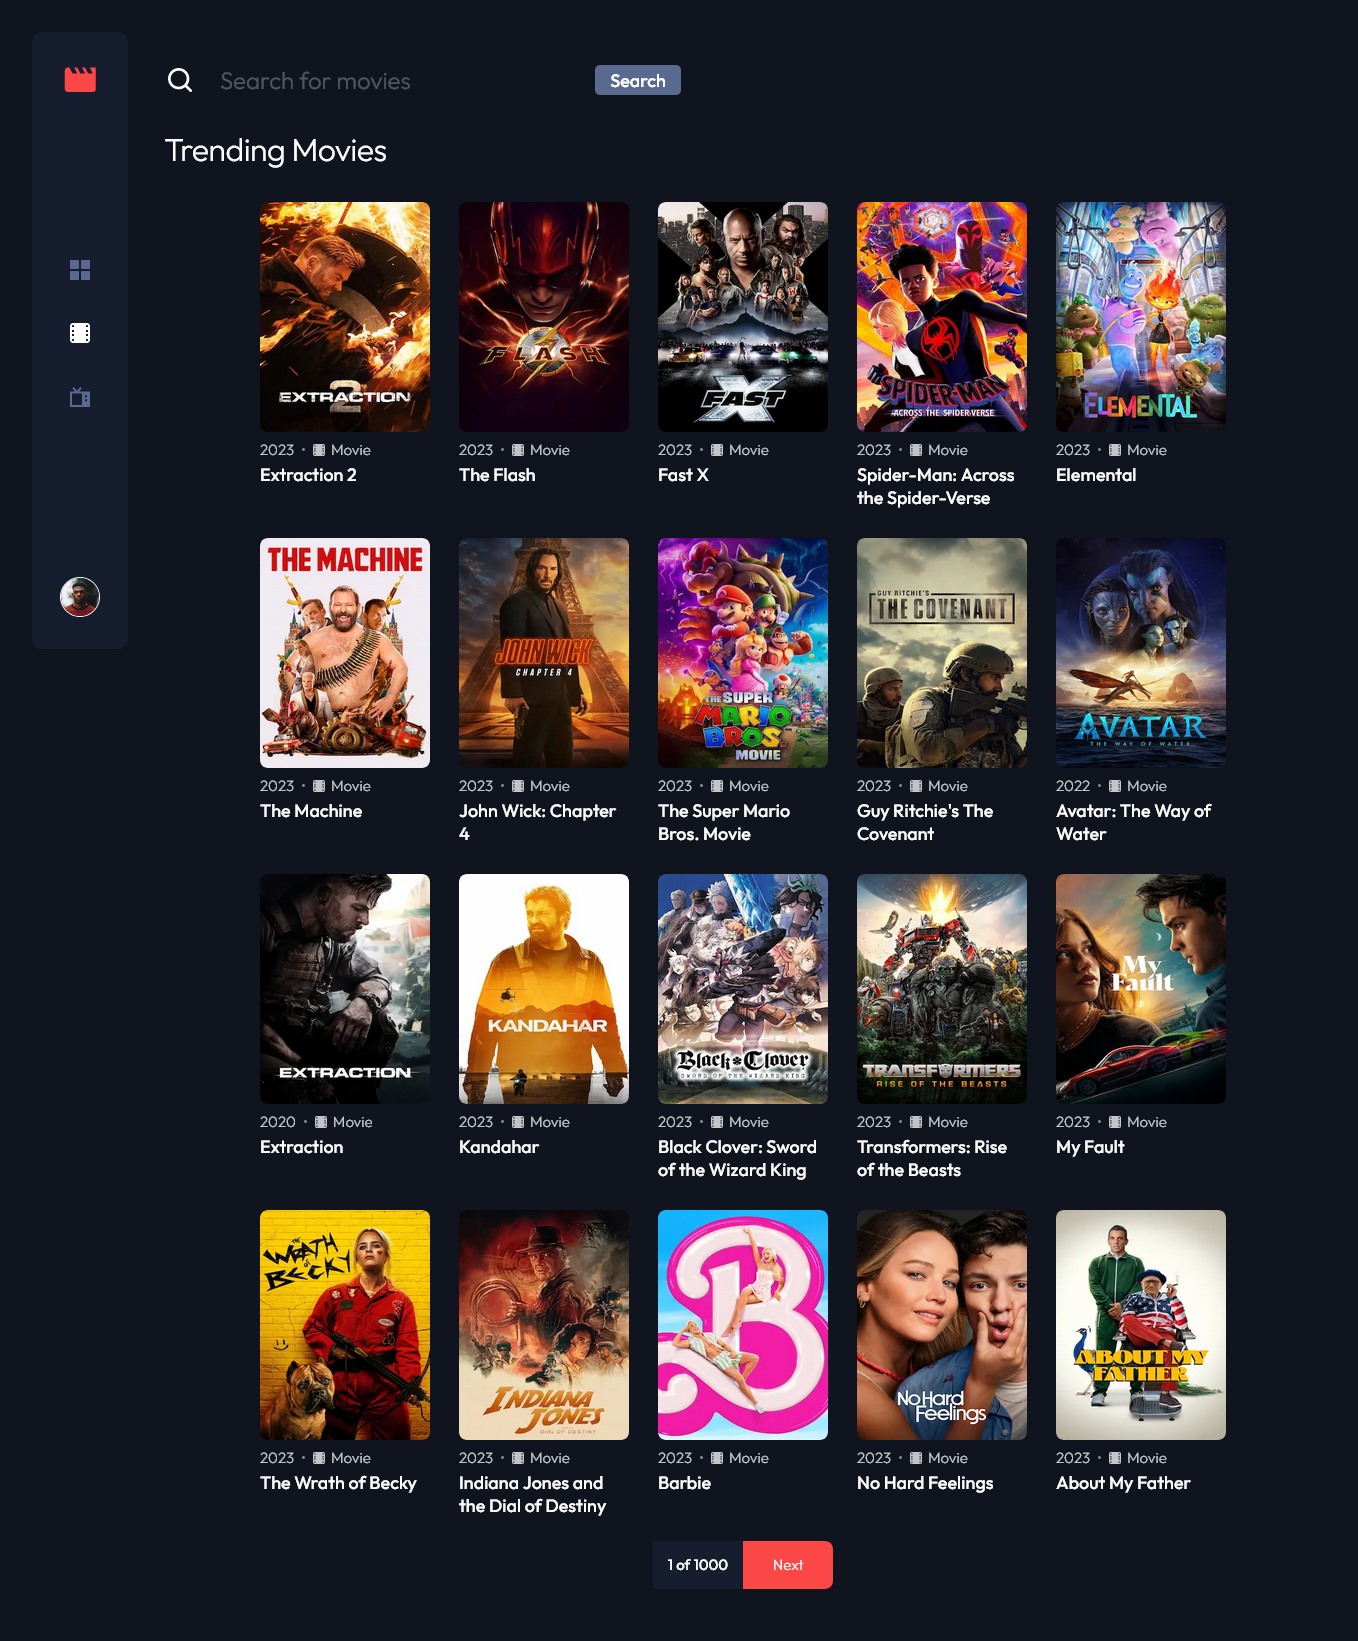 Search for movies
Search
Trending Movies
EXTRACTION
2
FLASH
FAST
X
SPIDER-MAN
ACROSS THE SPIDER-VERSE
ELEMENTAL
2023 • Movie
Extraction 2
2023 • Movie
The Flash
2023 • Movie
Fast X
2023 • Movie
Spider-Man: Across
the Spider-Verse
2023 • Movie
Elemental
THE MACHINE
JOHN WICK
CHAPTER 4
THE SUPER
MARIO
BROS.
MOVIE
GUY RITCHIE'S
THE COVENANT
AVATAR
THE WAY OF WATER
2023 • Movie
The Machine
2023 • Movie
John Wick: Chapter
4
2023 • Movie
The Super Mario
Bros. Movie
2023 • Movie
Guy Ritchie's The
Covenant
2022 • Movie
Avatar: The Way of
Water
EXTRACTION
KANDAHAR
Black Clover
SWORD OF THE WIZARD KING
TRANSFORMERS
RISE OF THE BEASTS
My
Fault
2020 • Movie
Extraction
2023 • Movie
Kandahar
2023 • Movie
Black Clover: Sword
of the Wizard King
2023 • Movie
Transformers: Rise
of the Beasts
2023 • Movie
My Fault
THE
WRATH
OF
BECKY
INDIANA
JONES
DIAL OF DESTINY
B
No Hard
Feelings
ABOUT MY
FATHER
2023 • Movie
The Wrath of Becky
2023 • Movie
Indiana Jones and
the Dial of Destiny
2023 • Movie
Barbie
2023 • Movie
No Hard Feelings
2023 • Movie
About My Father
1 of 1000
Next